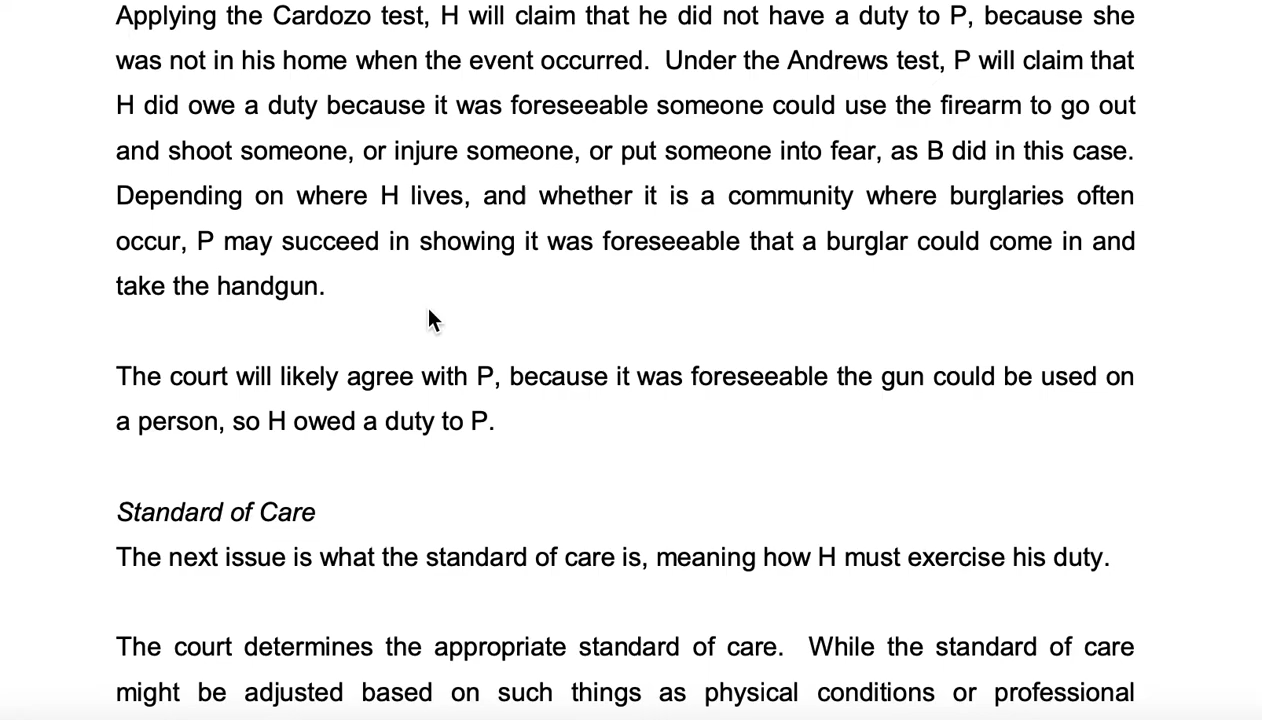 Applying the Cardozo test, H will claim that he did not have a duty to P, because she
was not in his home when the event occurred.  Under the Andrews test, P will claim that
H did owe a duty because it was foreseeable someone could use the firearm to go out
and shoot someone, or injure someone, or put someone into fear, as B did in this case.
Depending on where H lives, and whether it is a community where burglaries often
occur, P may succeed in showing it was foreseeable that a burglar could come in and
take the handgun.
The court will likely agree with P, because it was foreseeable the gun could be used on
a person, so H owed a duty to P.
Standard of Care
The next issue is what the standard of care is, meaning how H must exercise his duty.
The court determines the appropriate standard of care.  While the standard of care
might be adjusted based on such things as physical conditions or professional